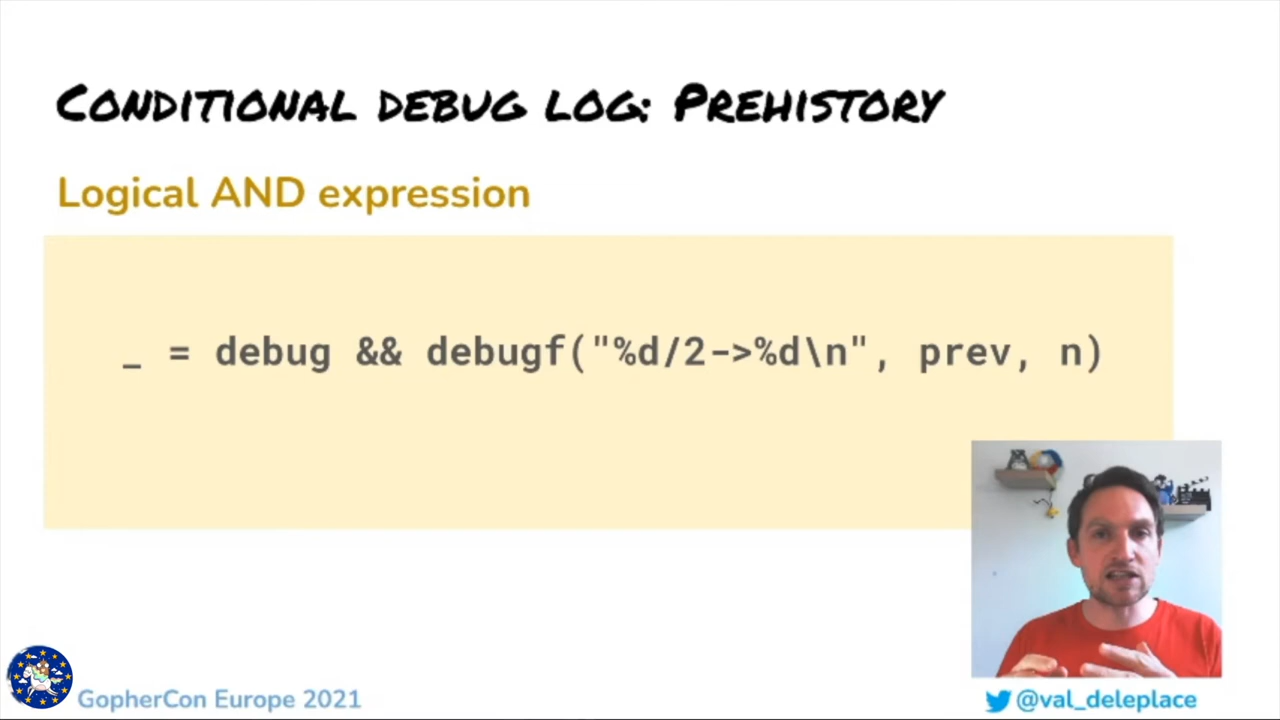 CONDITIONAL DEBUG LOG: PREHISTORY
Logical AND expression
_ = debug && debugf("%d/2->%d\n", prev, n)
GopherCon Europe 2021
@val_deleplace